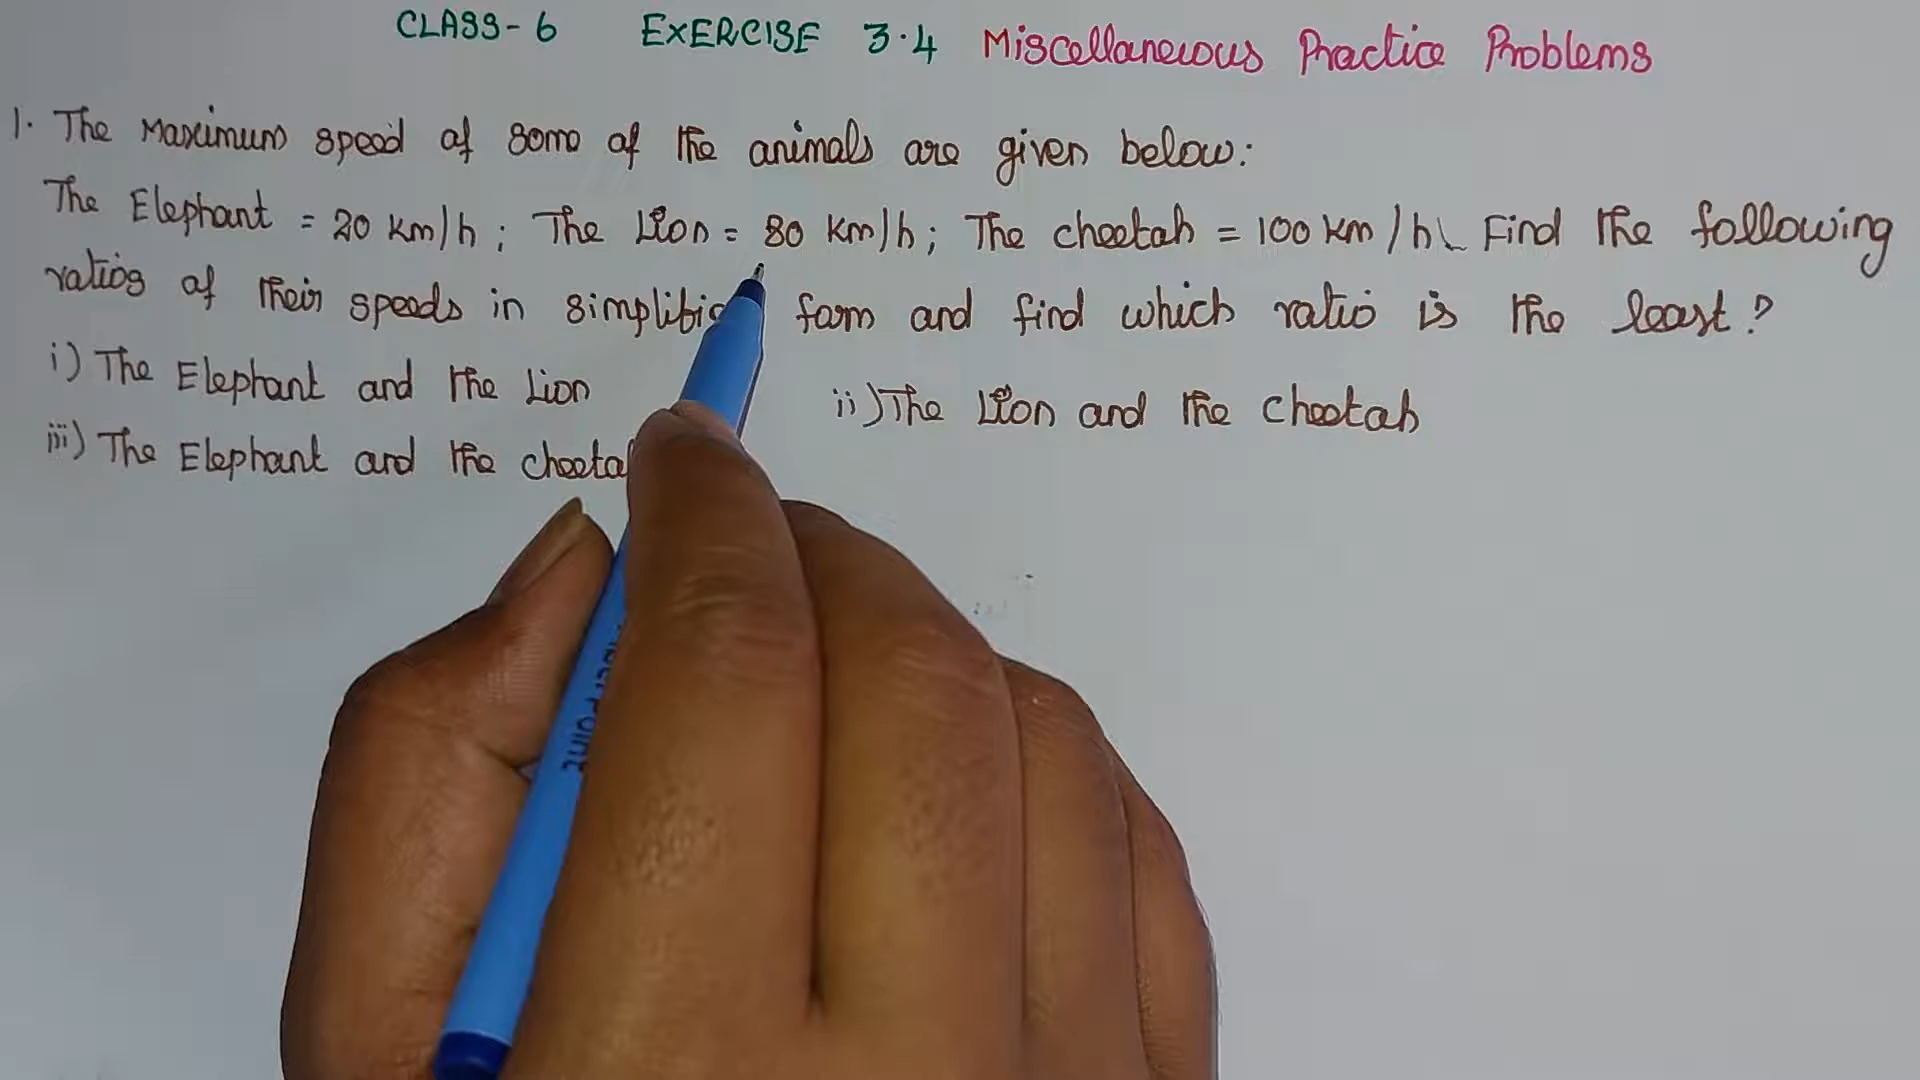 CLASS-6 EXERCISE 3.4 Miscellaneous Practice Problems
1. The Maximum speed of some of the animals are given below:
The Elephant = 20 km/h; The Lion = 80 km/h; The cheetah = 100 km/h. Find the following
ratios of their speeds in simplified form and find which ratio is the least?
i) The Elephant and the Lion ii) The Lion and the cheetah
iii) The Elephant and the cheetah